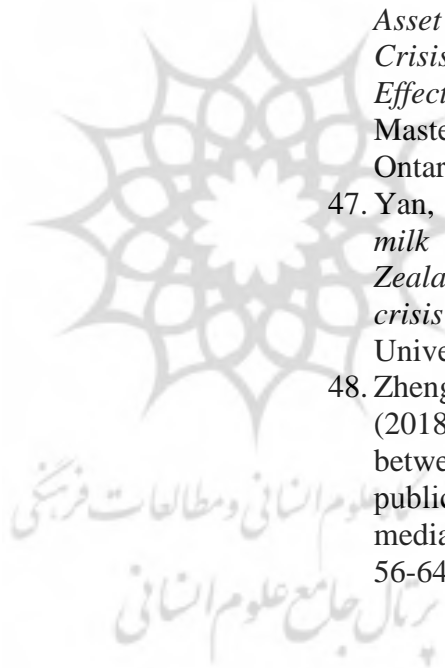 Asset
Crisis
Effect
Maste
Ontar
47. Yan,
milk
Zeala
crisis
Unive
48. Zheng
(2018
betwe
public
media
56-64
علوم انسانی و مطالعات فرهنگی
پرتال جامع علوم انسانی